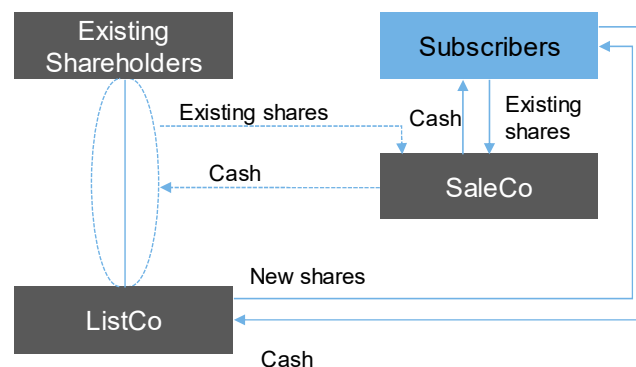 Existing
Shareholders
Subscribers
Existing shares
Cash
Existing
shares
Cash
SaleCo
New shares
ListCo
Cash